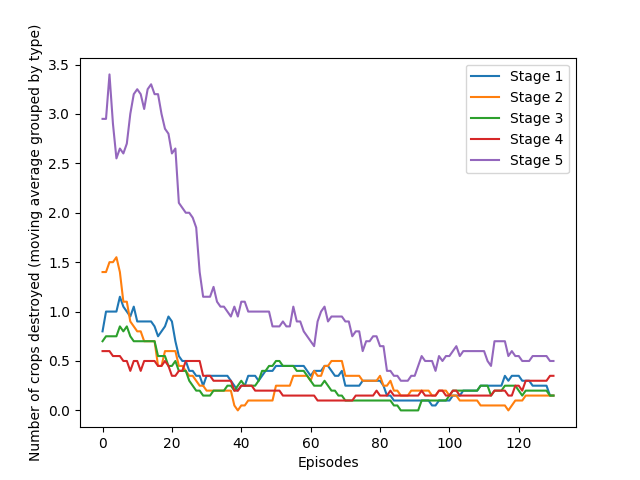 Number of crops destroyed (moving average grouped by type)
3.5
3.0
2.5
2.0
1.5
1.0
0.5
0.0
Stage 1
Stage 2
Stage 3
Stage 4
Stage 5
0 20 40 60 80 100 120
Episodes